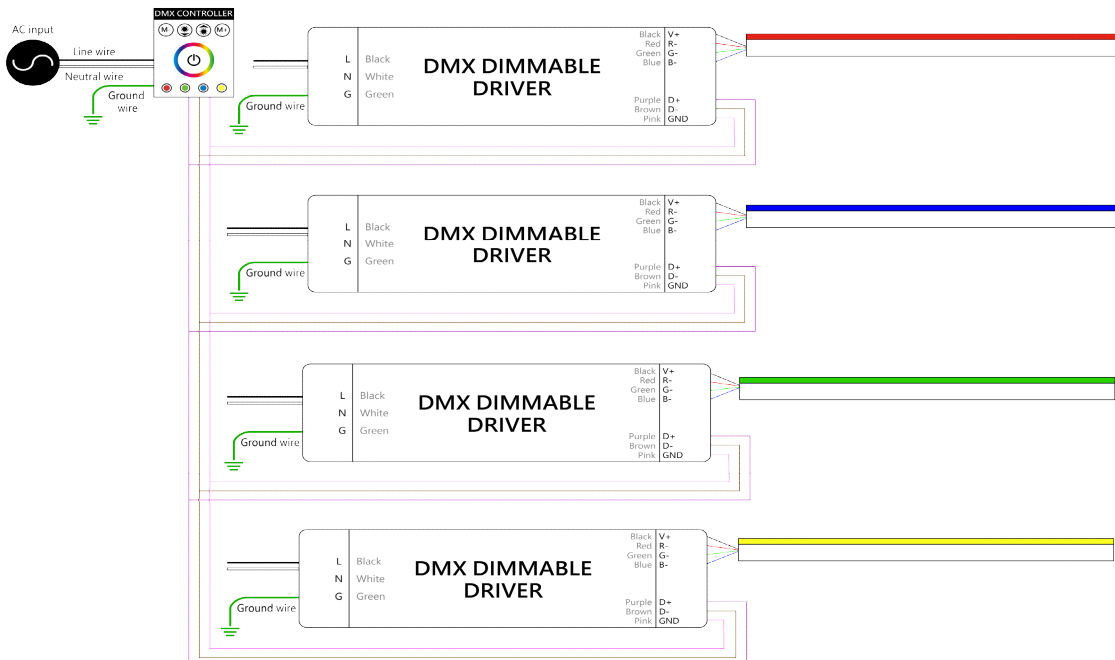 DMX CONTROLLER
AC input
M-
M+
Line wire
Neutral wire
Ground
wire
L Black
N White
G Green
Ground wire
DMX DIMMABLE
DRIVER
Black V+
Red R-
Green G-
Blue B-
Purple D+
Brown D-
Pink GND
L Black
N White
G Green
Ground wire
DMX DIMMABLE
DRIVER
Black V+
Red R-
Green G-
Blue B-
Purple D+
Brown D-
Pink GND
L Black
N White
G Green
Ground wire
DMX DIMMABLE
DRIVER
Black V+
Red R-
Green G-
Blue B-
Purple D+
Brown D-
Pink GND
L Black
N White
G Green
Ground wire
DMX DIMMABLE
DRIVER
Black V+
Red R-
Green G-
Blue B-
Purple D+
Brown D-
Pink GND